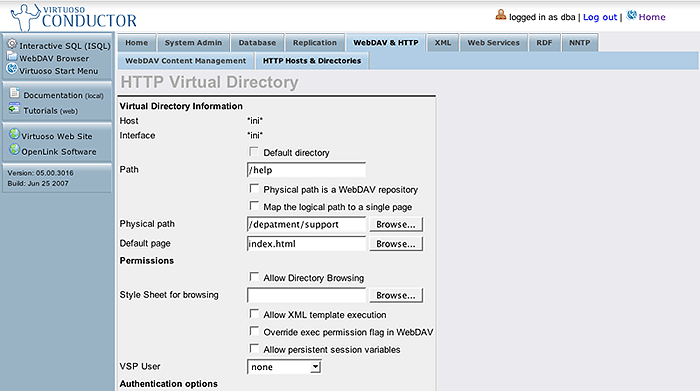 VIRTUOSO
CONDUCTOR
logged in as dba | Log out | Home
Interactive SQL (ISQL)
WebDAV Browser
Virtuoso Start Menu
Documentation (local)
Tutorials (web)
Virtuoso Web Site
OpenLink Software
Version: 05.00.3016
Build: Jun 25 2007
Home System Admin Database Replication WebDAV & HTTP XML Web Services RDF NNTP
WebDAV Content Management HTTP Hosts & Directories
HTTP Virtual Directory
Virtual Directory Information
Host *ini*
Interface *ini*
Default directory
Path /help
Physical path is a WebDAV repository
Map the logical path to a single page
Physical path /depatment/support Browse...
Default page index.html Browse...
Permissions
Allow Directory Browsing
Style Sheet for browsing Browse...
Allow XML template execution
Override exec permission flag in WebDAV
Allow persistent session variables
VSP User none
Authentication options